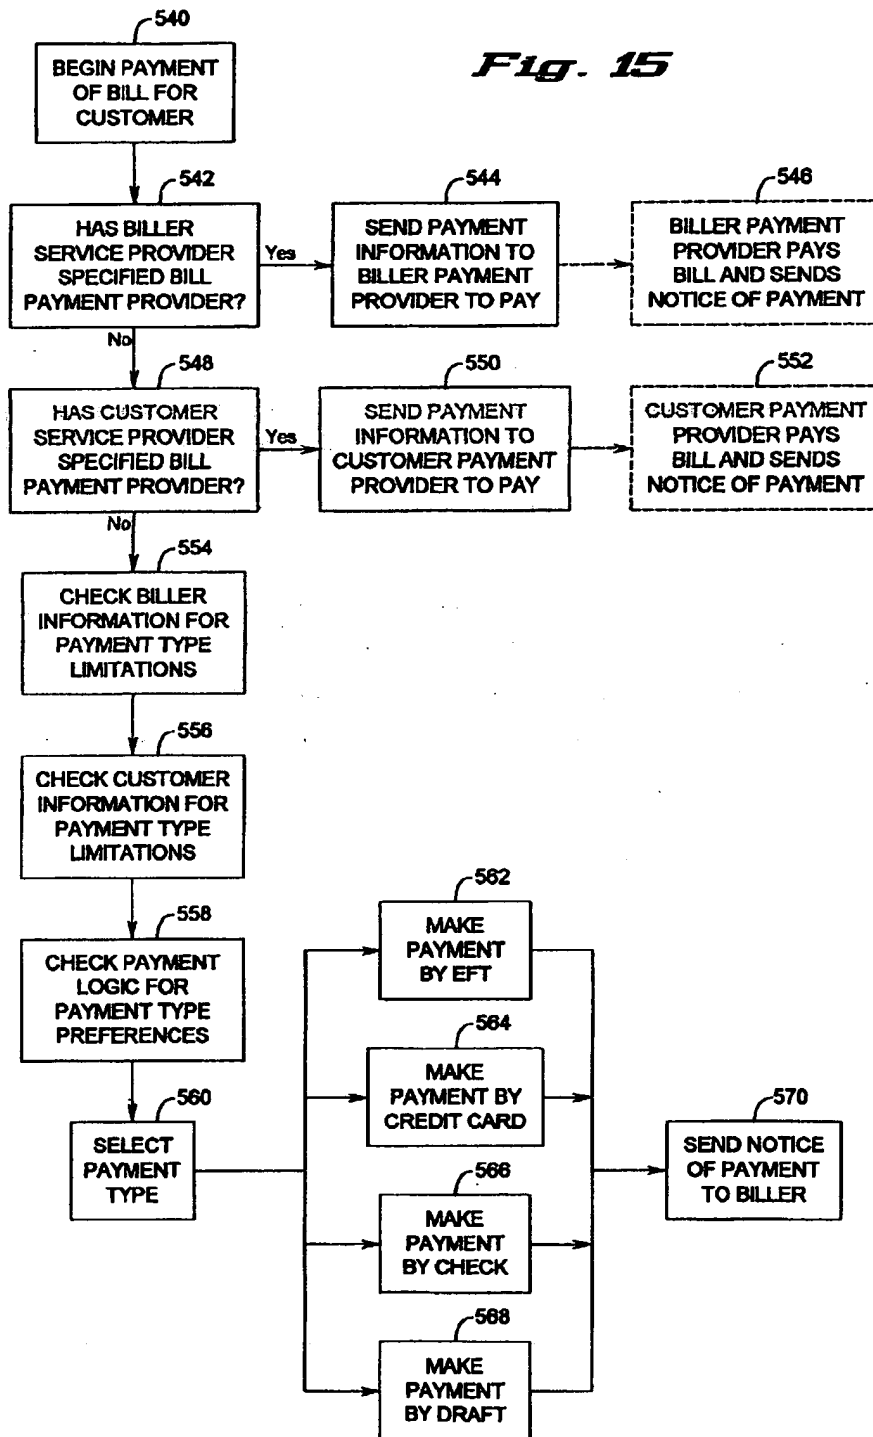 Fig. 15
540
BEGIN PAYMENT
OF BILL FOR
CUSTOMER
542
HAS BILLER
SERVICE PROVIDER
SPECIFIED BILL
PAYMENT PROVIDER?
Yes
No
544
SEND PAYMENT
INFORMATION TO
BILLER PAYMENT
PROVIDER TO PAY
546
BILLER PAYMENT
PROVIDER PAYS
BILL AND SENDS
NOTICE OF PAYMENT
548
HAS CUSTOMER
SERVICE PROVIDER
SPECIFIED BILL
PAYMENT PROVIDER?
Yes
No
550
SEND PAYMENT
INFORMATION TO
CUSTOMER PAYMENT
PROVIDER TO PAY
552
CUSTOMER PAYMENT
PROVIDER PAYS
BILL AND SENDS
NOTICE OF PAYMENT
554
CHECK BILLER
INFORMATION FOR
PAYMENT TYPE
LIMITATIONS
556
CHECK CUSTOMER
INFORMATION FOR
PAYMENT TYPE
LIMITATIONS
558
CHECK PAYMENT
LOGIC FOR
PAYMENT TYPE
PREFERENCES
560
SELECT
PAYMENT
TYPE
562
MAKE
PAYMENT
BY EFT
564
MAKE
PAYMENT BY
CREDIT CARD
566
MAKE
PAYMENT
BY CHECK
568
MAKE
PAYMENT
BY DRAFT
570
SEND NOTICE
OF PAYMENT
TO BILLER